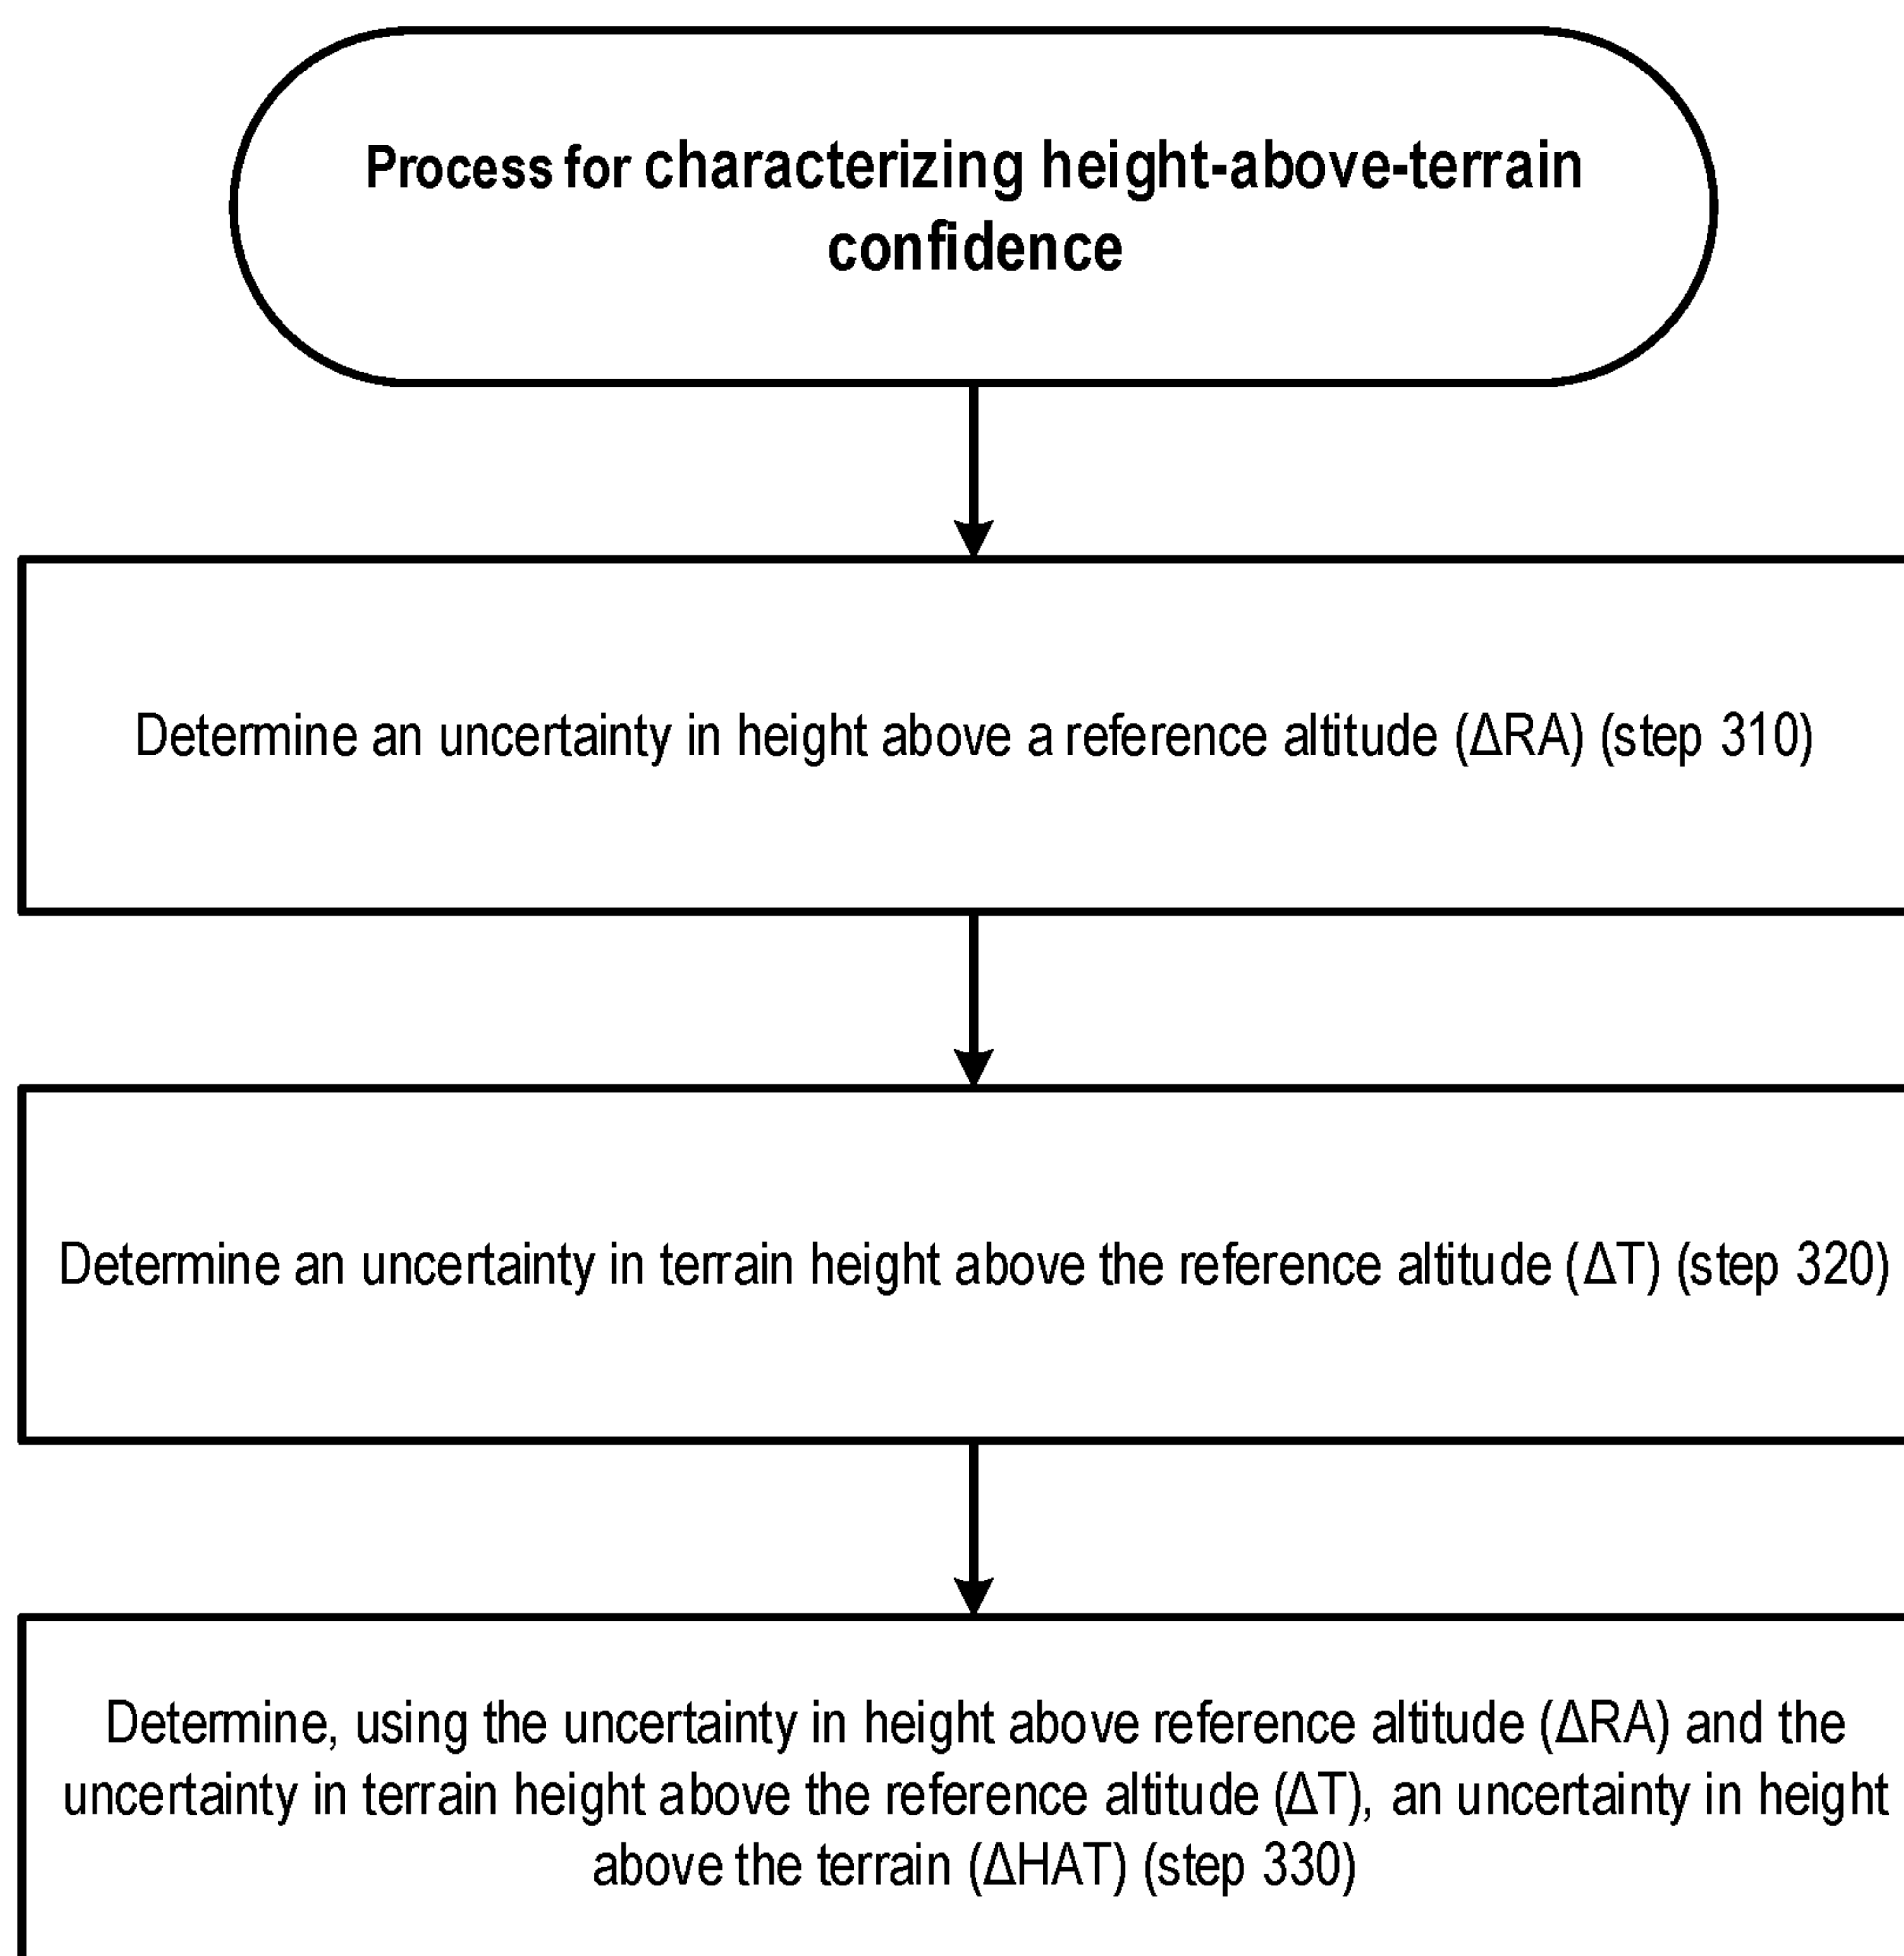 Process for characterizing height-above-terrain
confidence
Determine an uncertainty in height above a reference altitude (ΔRA) (step 310)
Determine an uncertainty in terrain height above the reference altitude (ΔT) (step 320)
Determine, using the uncertainty in height above reference altitude (ΔRA) and the
uncertainty in terrain height above the reference altitude (ΔT), an uncertainty in height
above the terrain (ΔHAT) (step 330)